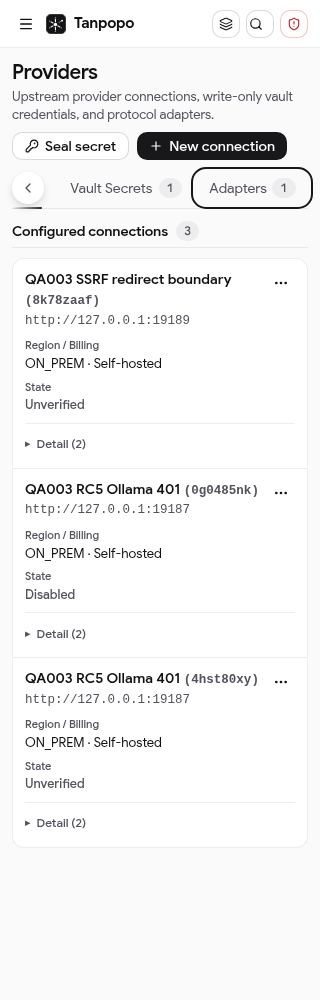 Tanpopo
Providers
Upstream provider connections, write-only vault
credentials, and protocol adapters.
Seal secret
New connection
Vault Secrets 1
Adapters 1
Configured connections 3
QA003 SSRF redirect boundary
(8k78zaaf)
http://127.0.0.1:19189
Region / Billing
ON_PREM · Self-hosted
State
Unverified
Detail (2)
QA003 RC5 Ollama 401 (0g0485nk)
http://127.0.0.1:19187
Region / Billing
ON_PREM · Self-hosted
State
Disabled
Detail (2)
QA003 RC5 Ollama 401 (4hst80xy)
http://127.0.0.1:19187
Region / Billing
ON_PREM · Self-hosted
State
Unverified
Detail (2)